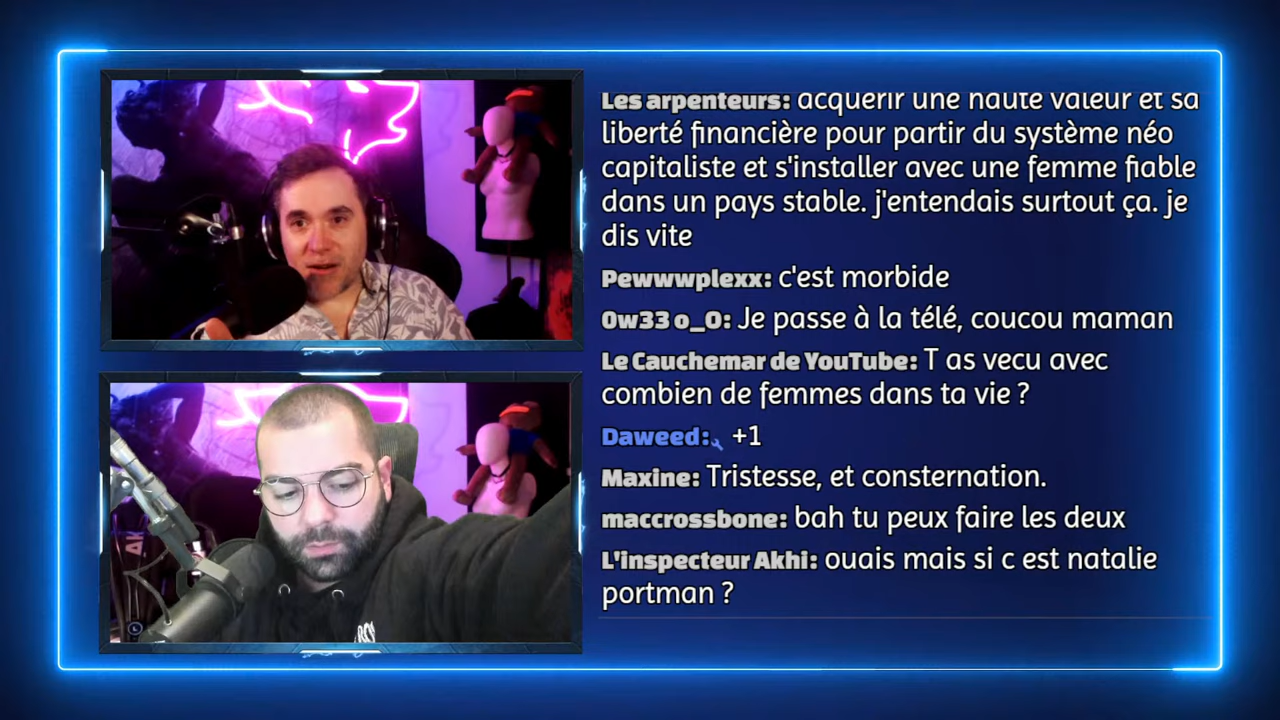 Les arpenteurs: acquérir une haute valeur et sa
liberté financière pour partir du système néo
capitaliste et s'installer avec une femme fiable
dans un pays stable. j'entendais surtout ça. je
dis vite
Pewwwplexx: c'est morbide
0w33 o_O: Je passe à la télé, coucou maman
Le Cauchemar de YouTube: T as vecu avec
combien de femmes dans ta vie ?
Daweed: +1
Maxine: Tristesse, et consternation.
maccrossbone: bah tu peux faire les deux
L'inspecteur Akhi: ouais mais si c est natalie
portman ?